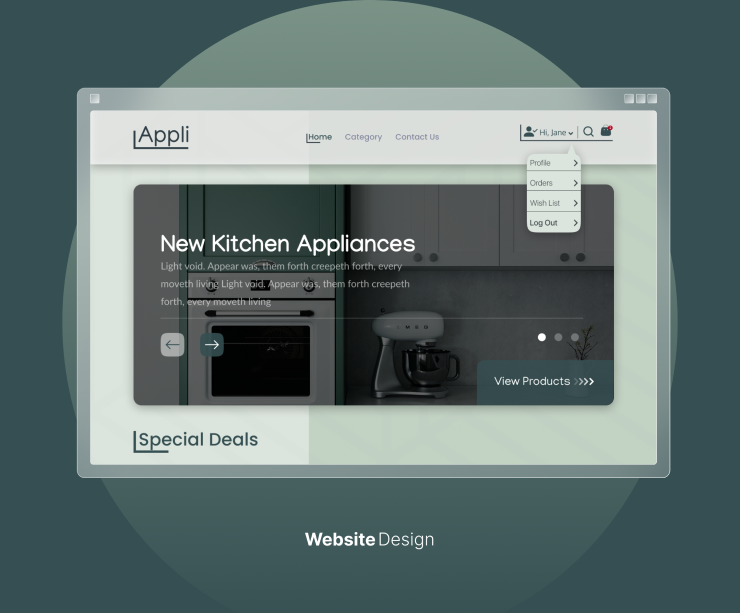 Appli
Home Category Contact Us
Hi, Jane
Profile
Orders
Wish List
Log Out
New Kitchen Appliances
Light void. Appear was, them forth creepeth forth, every
moveth living Light void. Appear was, them forth creepeth
forth, every moveth living
View Products
Special Deals
Website Design